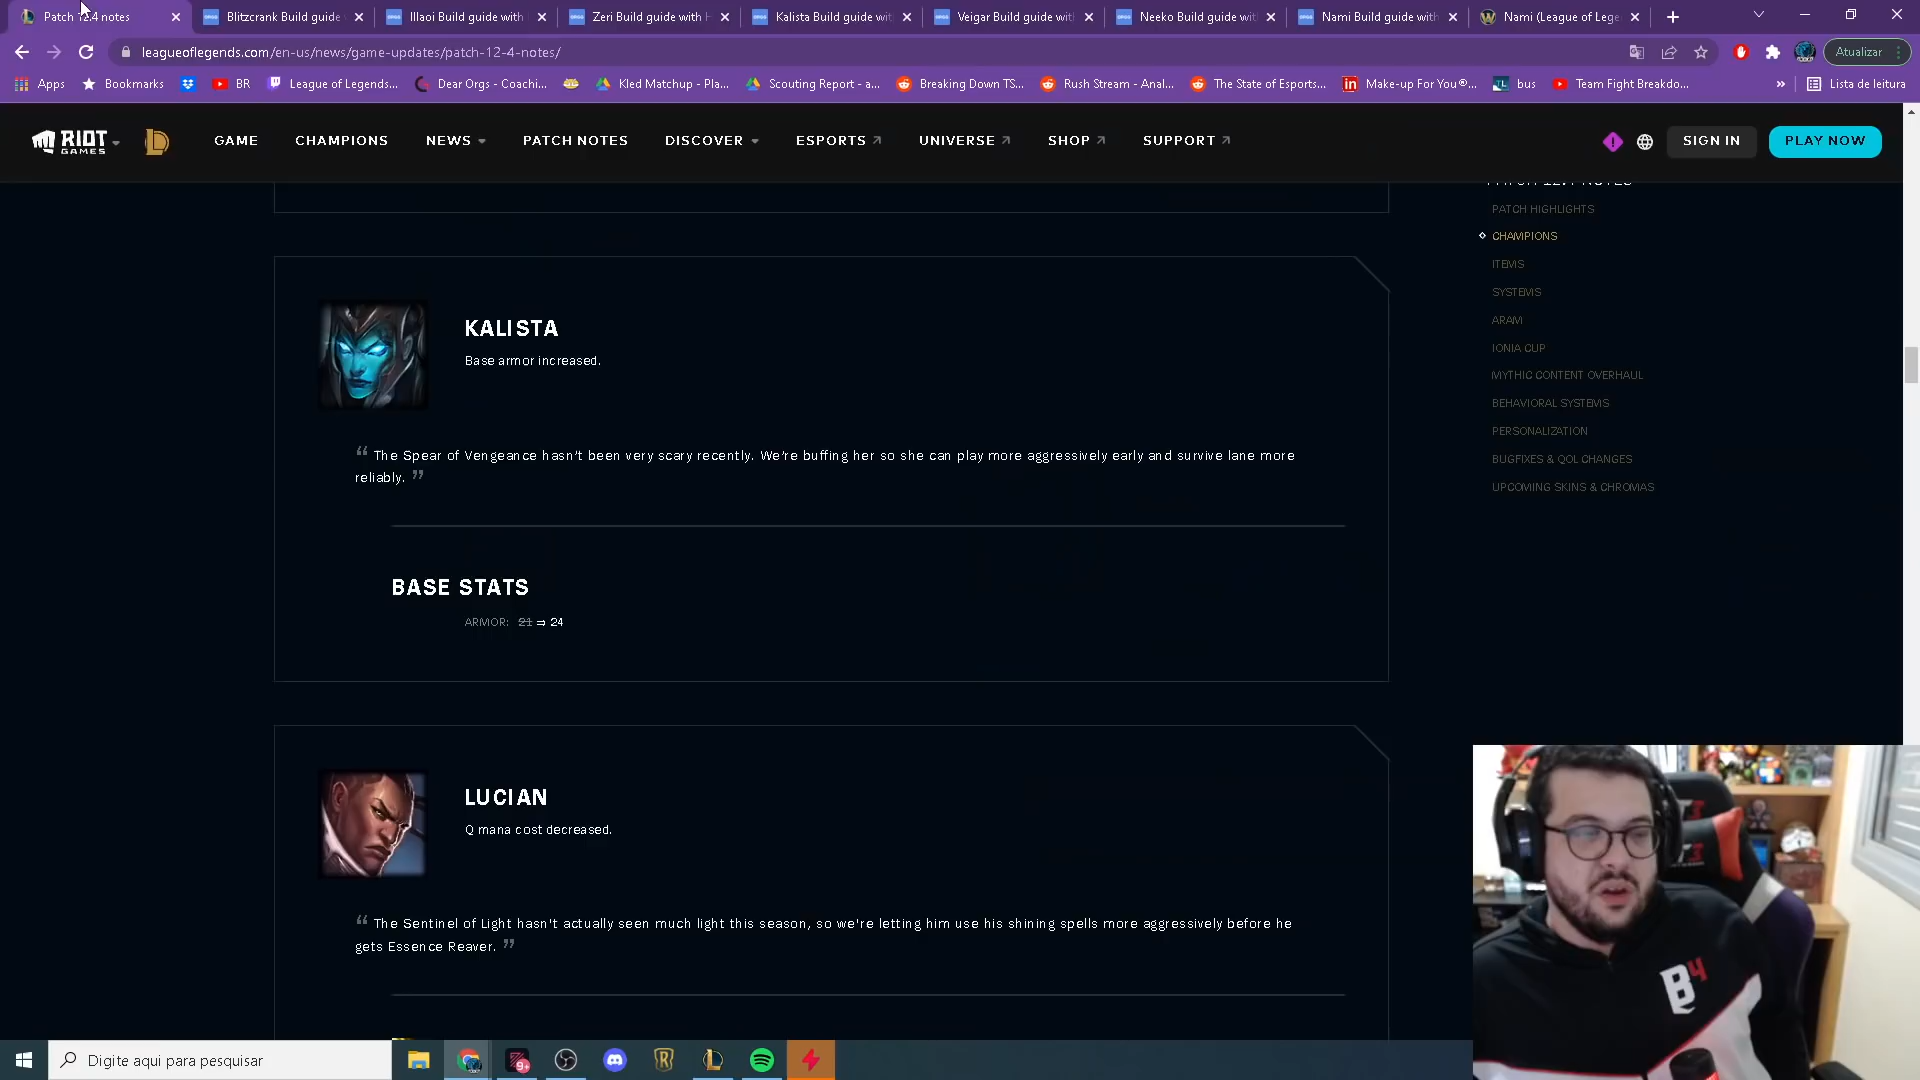 Patch 12.4 notes
Blitzcrank Build guide
Illaoi Build guide with
Zeri Build guide with
Kalista Build guide wit
Veigar Build guide wit
Neeko Build guide wit
Nami Build guide with
Nami (League of Lege
leagueoflegends.com/en-us/news/game-updates/patch-12-4-notes/
Atualizar
Apps
Bookmarks
BR
League of Legends...
Dear Orgs - Coachi...
Kled Matchup - Pla...
Scouting Report - a...
Breaking Down TS...
Rush Stream - Anal...
The State of Esports...
Make-up For You®...
bus
Team Fight Breakdo...
»
Lista de leitura
RIOT GAMES
GAME
CHAMPIONS
NEWS
PATCH NOTES
DISCOVER
ESPORTS
UNIVERSE
SHOP
SUPPORT
SIGN IN
PLAY NOW
PATCH HIGHLIGHTS
CHAMPIONS
ITEMS
SYSTEMS
ARAM
IONIA CUP
MYTHIC CONTENT OVERHAUL
BEHAVIORAL SYSTEMS
PERSONALIZATION
BUGFIXES & QOL CHANGES
UPCOMING SKINS & CHROMAS
KALISTA
Base armor increased.
“ The Spear of Vengeance hasn’t been very scary recently. We’re buffing her so she can play more aggressively early and survive lane more
reliably. ”
BASE STATS
ARMOR: 21 ⇒ 24
LUCIAN
Q mana cost decreased.
“ The Sentinel of Light hasn't actually seen much light this season, so we're letting him use his shining spells more aggressively before he
gets Essence Reaver. ”
B4
Digite aqui para pesquisar
9+